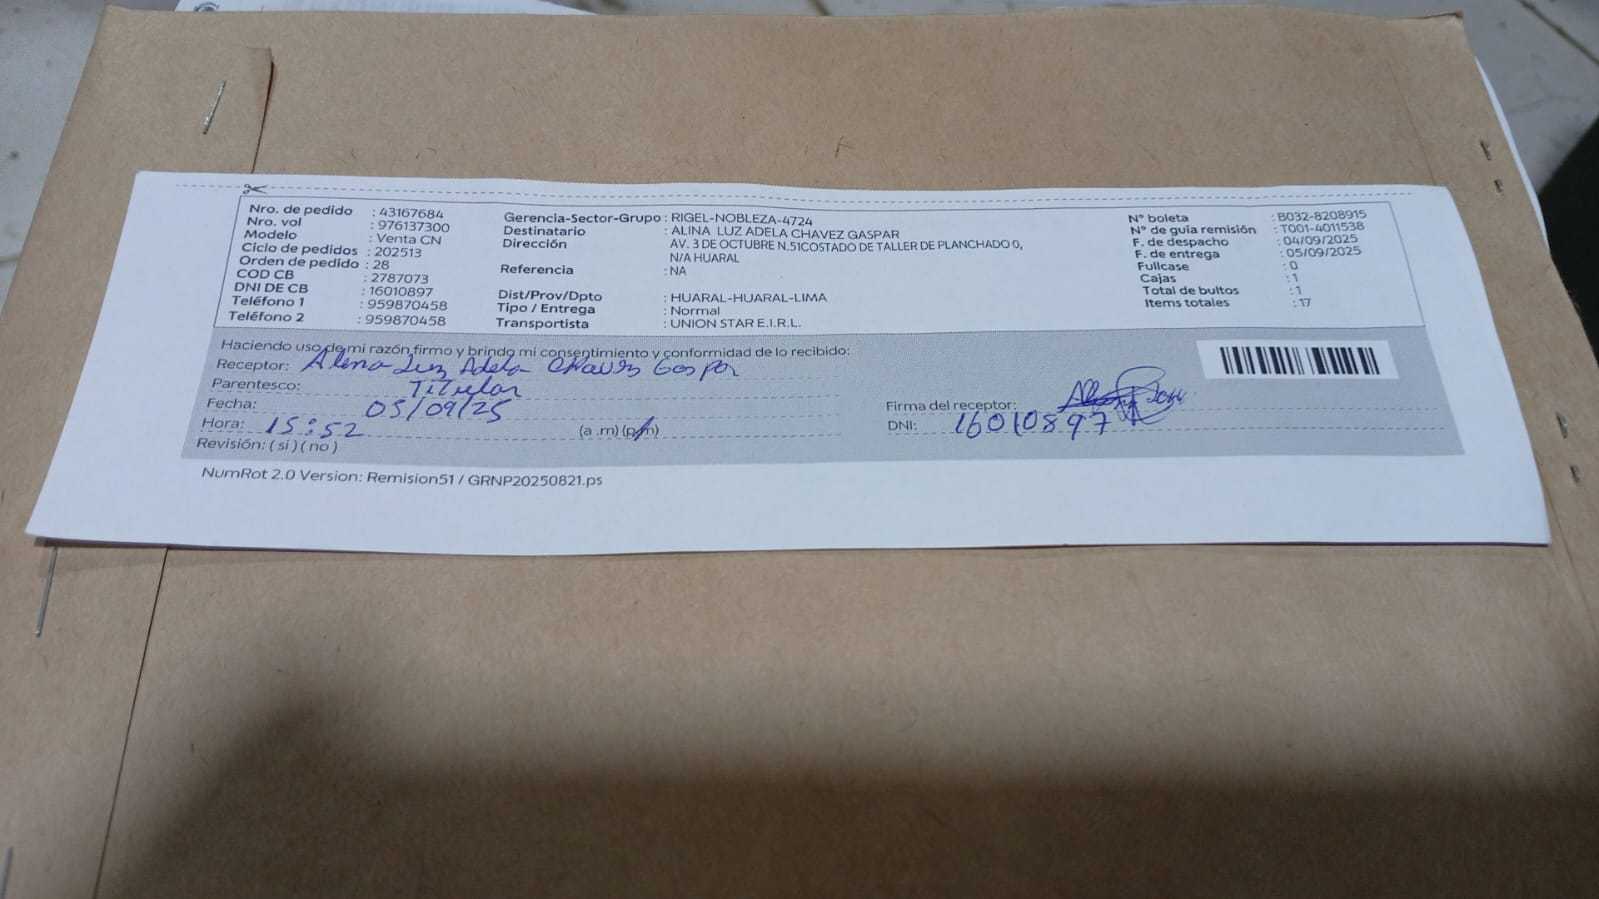 Nro. de pedido : 43167684
Nro. vol : 976137300
Modelo : Venta CN
Ciclo de pedidos : 202513
Orden de pedido : 28
COD CB : 2787073
DNI DE CB : 16010897
Teléfono 1 : 959870458
Teléfono 2 : 959870458
Gerencia-Sector-Grupo : RIGEL-NOBLEZA-4724
Destinatario : ALINA LUZ ADELA CHAVEZ GASPAR
Dirección AV. 3 DE OCTUBRE N.51COSTADO DE TALLER DE PLANCHADO 0,
N/A HUARAL
Referencia : NA
Dist/Prov/Dpto : HUARAL-HUARAL-LIMA
Tipo / Entrega : Normal
Transportista : UNION STAR E.I.R.L.
N° boleta : B032-8208915
N° de guia remisión : T001-4011538
F. de despacho : 04/09/2025
F. de entrega : 05/09/2025
Fullcase : 0
Cajas : 1
Total de bultos : 1
Items totales : 17
Haciendo uso de mi razón firmo y brindo mi consentimiento y conformidad de lo recibido:
Receptor: Alina Luz Adela Chavez Gaspar
Parentesco: Titular
Fecha: 05/09/25
Hora: 15:52 (a .m) (p.m)
Revisión: ( si ) ( no )
Firma del receptor:
DNI: 16010897
NumRot 2.0 Version: Remision51 / GRNP20250821.ps